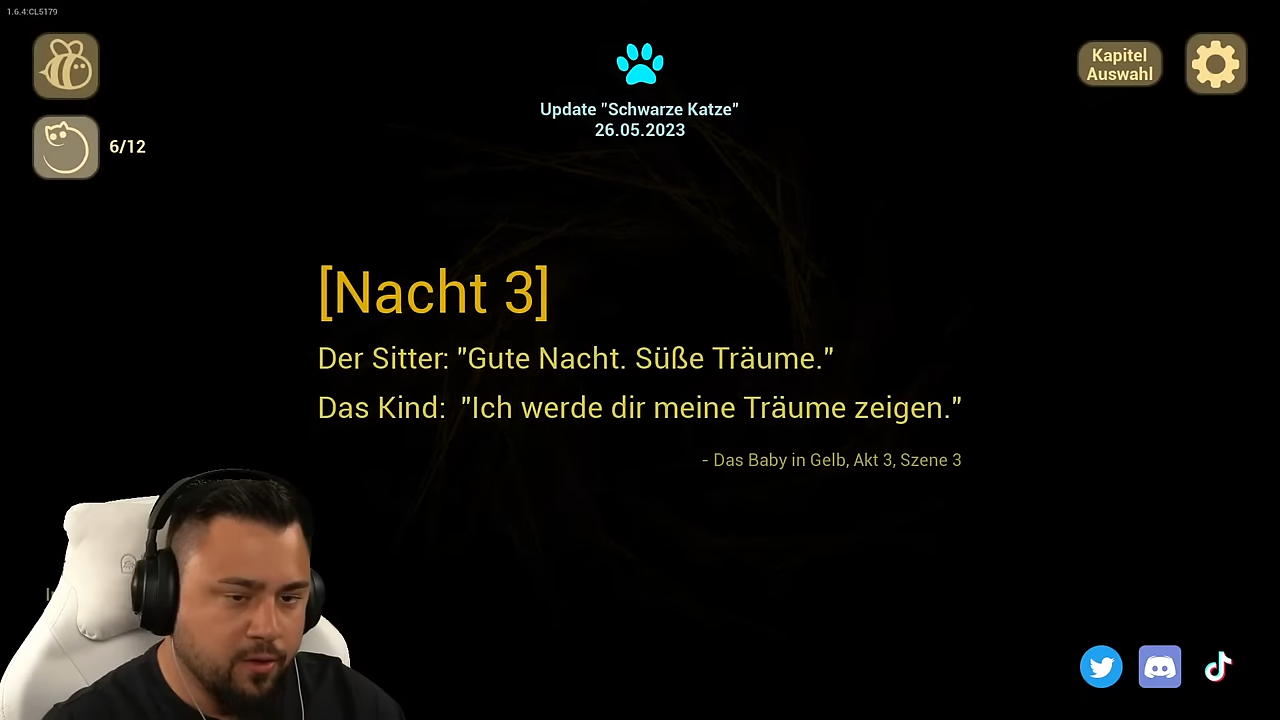 1.6.4:CL5179
Kapitel
Auswahl
Update "Schwarze Katze"
26.05.2023
6/12
[Nacht 3]
Der Sitter: "Gute Nacht. Süße Träume."
Das Kind:  "Ich werde dir meine Träume zeigen."
- Das Baby in Gelb, Akt 3, Szene 3